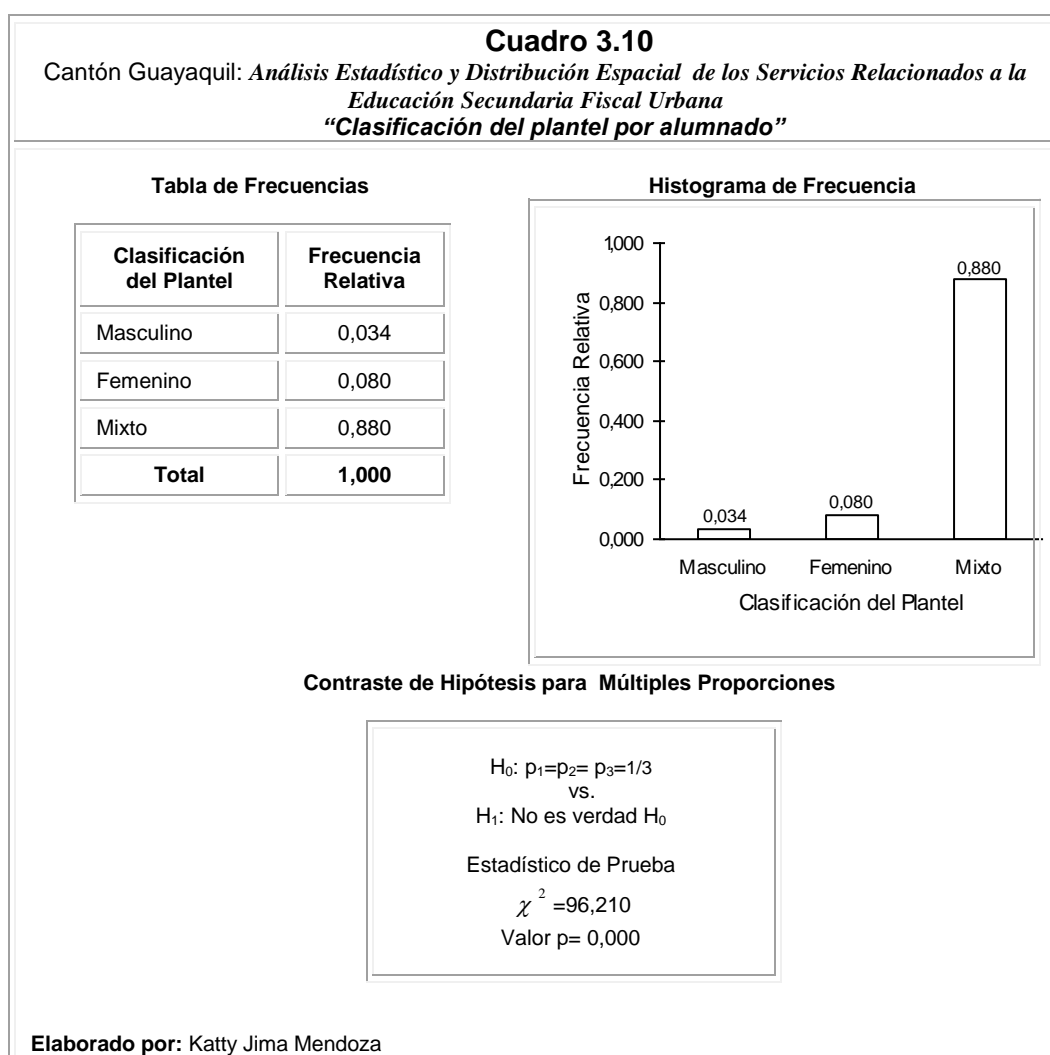 Cuadro 3.10
Cantón Guayaquil: Análisis Estadístico y Distribución Espacial de los Servicios Relacionados a la
Educación Secundaria Fiscal Urbana
“Clasificación del plantel por alumnado”
Tabla de Frecuencias
Clasificación del Plantel Frecuencia Relativa
Masculino 0,034
Femenino 0,080
Mixto 0,880
Total 1,000
Histograma de Frecuencia
Frecuencia Relativa
1,000
0,800
0,600
0,400
0,200
0,000
0,034
0,080
0,880
Masculino Femenino Mixto
Clasificación del Plantel
Contraste de Hipótesis para Múltiples Proporciones
H₀: p₁=p₂= p₃=1/3
vs.
H₁: No es verdad H₀
Estadístico de Prueba
χ ² =96,210
Valor p= 0,000
Elaborado por: Katty Jima Mendoza